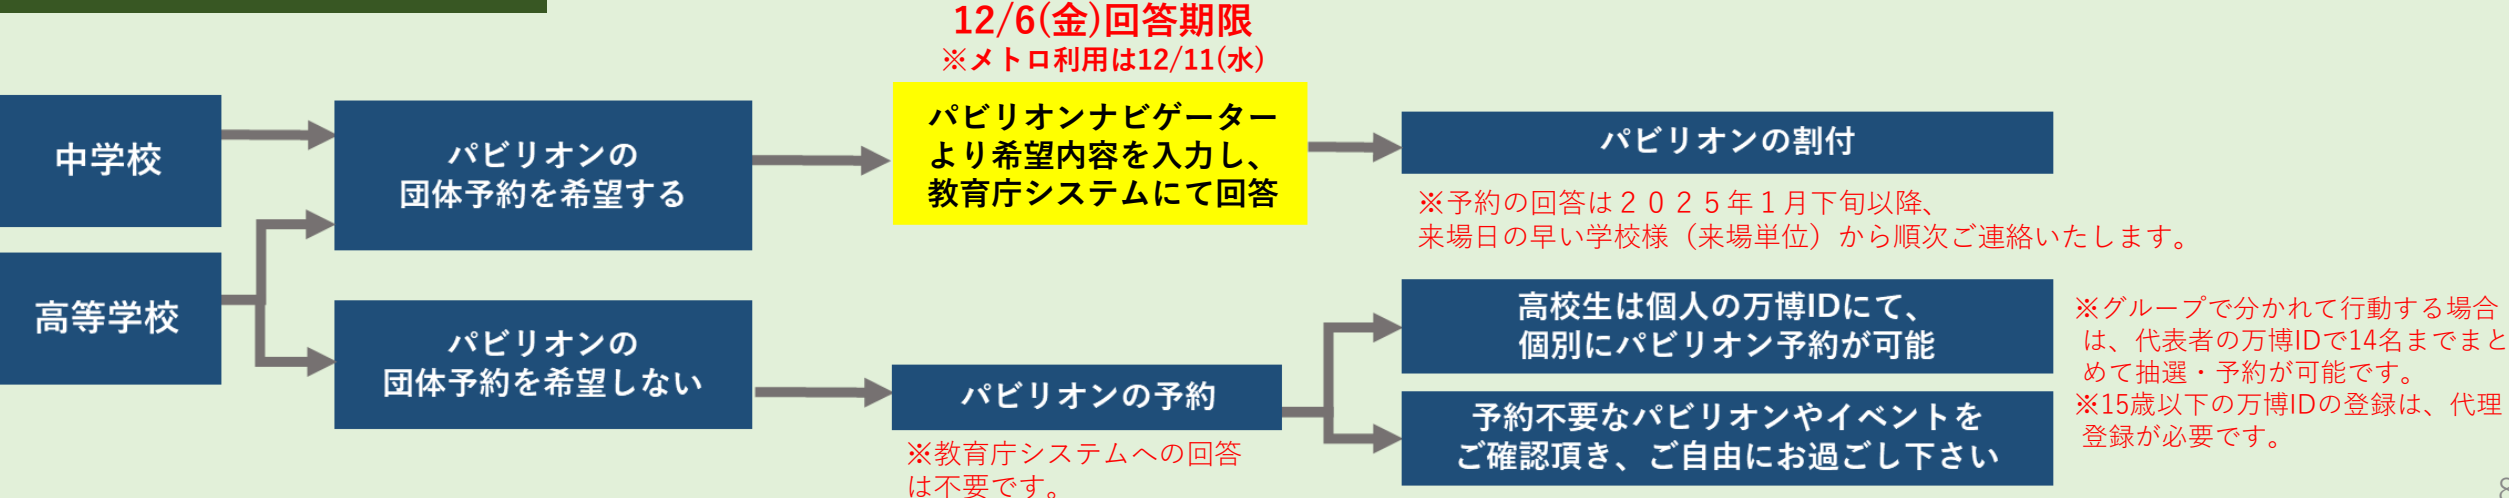 12/6(金)回答期限
※メトロ利用は12/11(水)
中学校
高等学校
パビリオンの
団体予約を希望する
パビリオンの
団体予約を希望しない
パビリオンナビゲーター
より希望内容を入力し、
教育庁システムにて回答
パビリオンの割付
※予約の回答は２０２５年１月下旬以降、
来場日の早い学校様（来場単位）から順次ご連絡いたします。
パビリオンの予約
※教育庁システムへの回答
は不要です。
高校生は個人の万博IDにて、
個別にパビリオン予約が可能
予約不要なパビリオンやイベントを
ご確認頂き、ご自由にお過ごし下さい
※グループで分かれて行動する場合
は、代表者の万博IDで14名までまと
めて抽選・予約が可能です。
※15歳以下の万博IDの登録は、代理
登録が必要です。